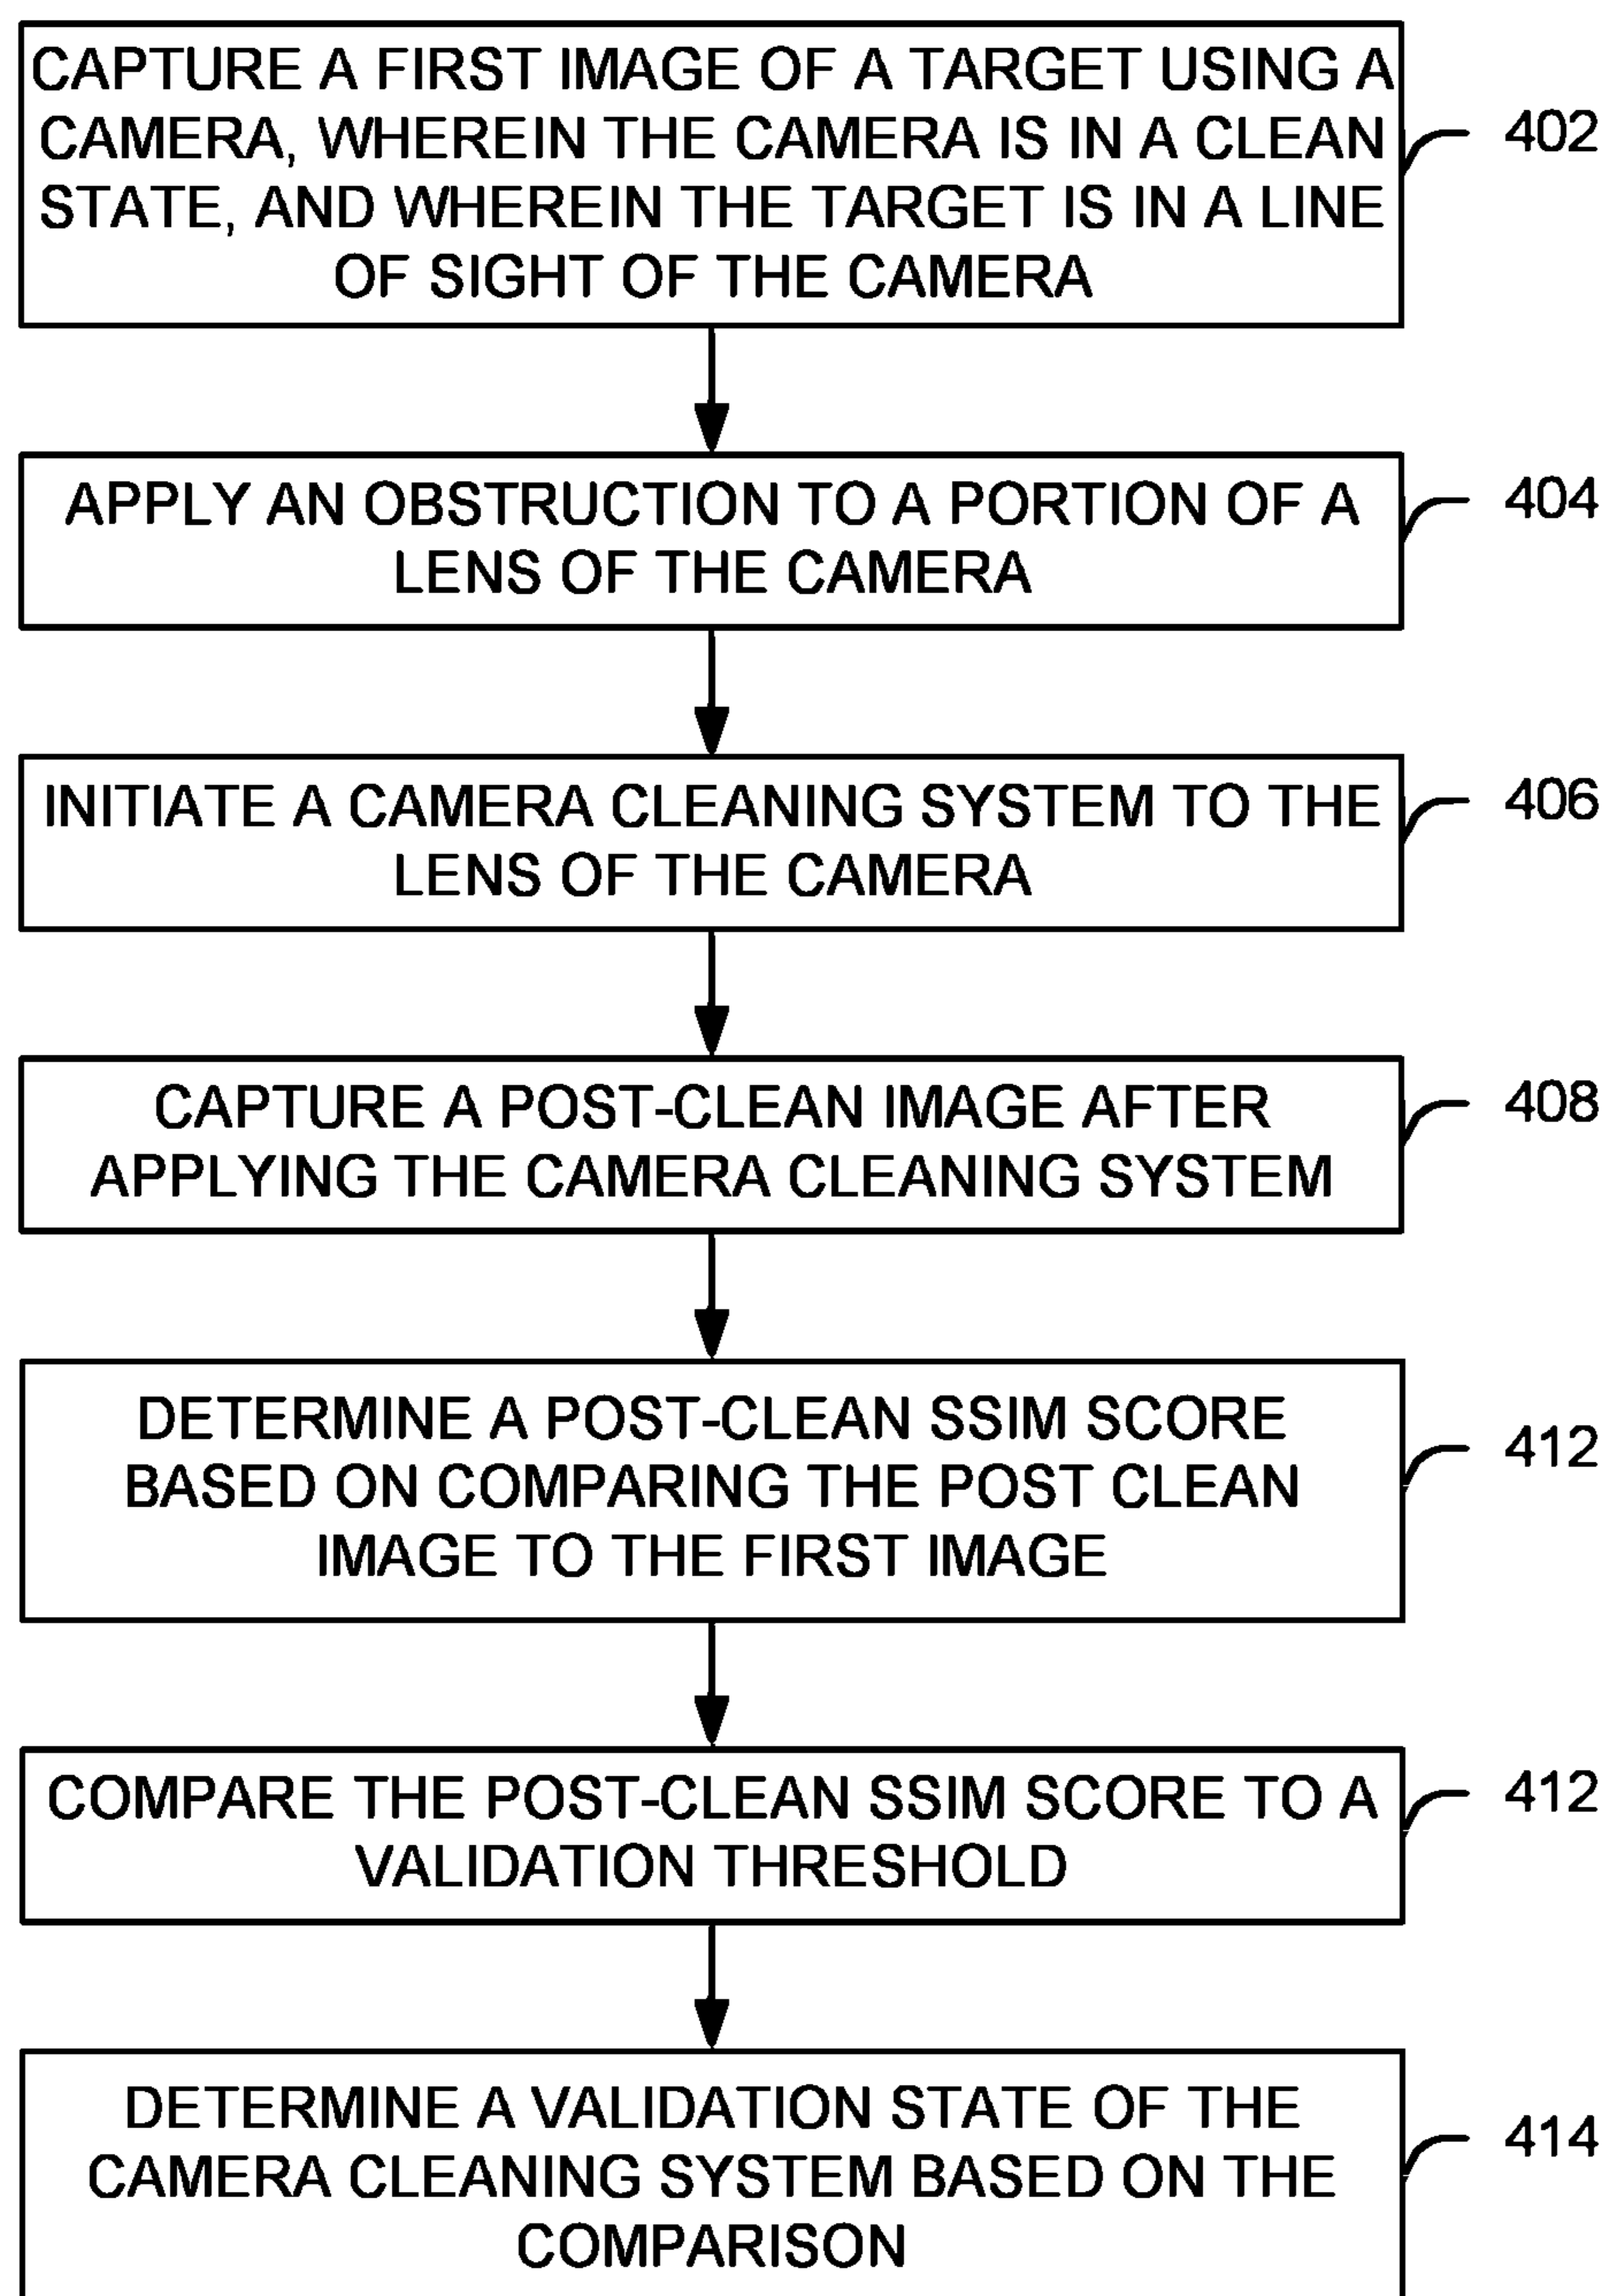 CAPTURE A FIRST IMAGE OF A TARGET USING A
CAMERA, WHEREIN THE CAMERA IS IN A CLEAN
STATE, AND WHEREIN THE TARGET IS IN A LINE
OF SIGHT OF THE CAMERA
402
APPLY AN OBSTRUCTION TO A PORTION OF A
LENS OF THE CAMERA
404
INITIATE A CAMERA CLEANING SYSTEM TO THE
LENS OF THE CAMERA
406
CAPTURE A POST-CLEAN IMAGE AFTER
APPLYING THE CAMERA CLEANING SYSTEM
408
DETERMINE A POST-CLEAN SSIM SCORE
BASED ON COMPARING THE POST CLEAN
IMAGE TO THE FIRST IMAGE
412
COMPARE THE POST-CLEAN SSIM SCORE TO A
VALIDATION THRESHOLD
412
DETERMINE A VALIDATION STATE OF THE
CAMERA CLEANING SYSTEM BASED ON THE
COMPARISON
414